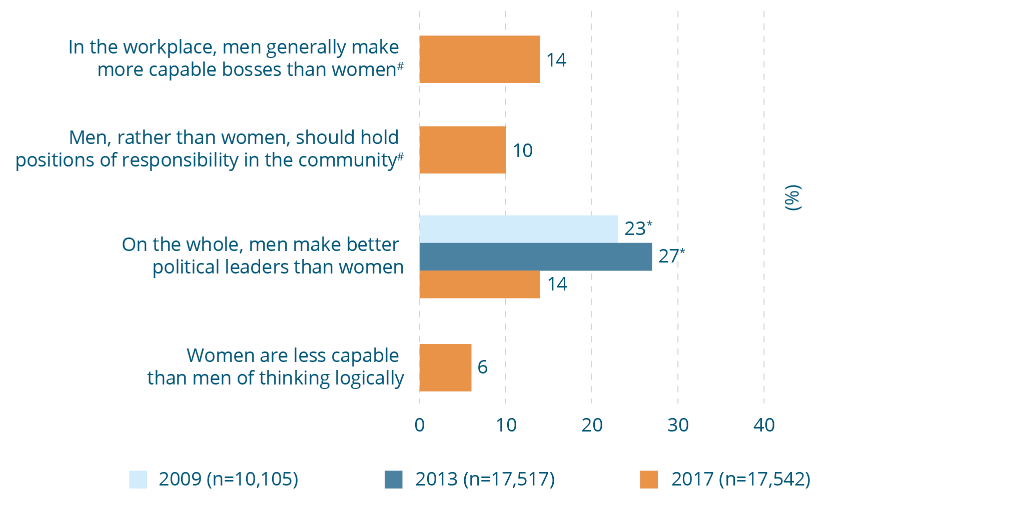 In the workplace, men generally make
more capable bosses than women#
14
Men, rather than women, should hold
positions of responsibility in the community#
10
(%)
On the whole, men make better
political leaders than women
23*
27*
14
Women are less capable
than men of thinking logically
6
0 10 20 30 40
2009 (n=10,105) 2013 (n=17,517) 2017 (n=17,542)